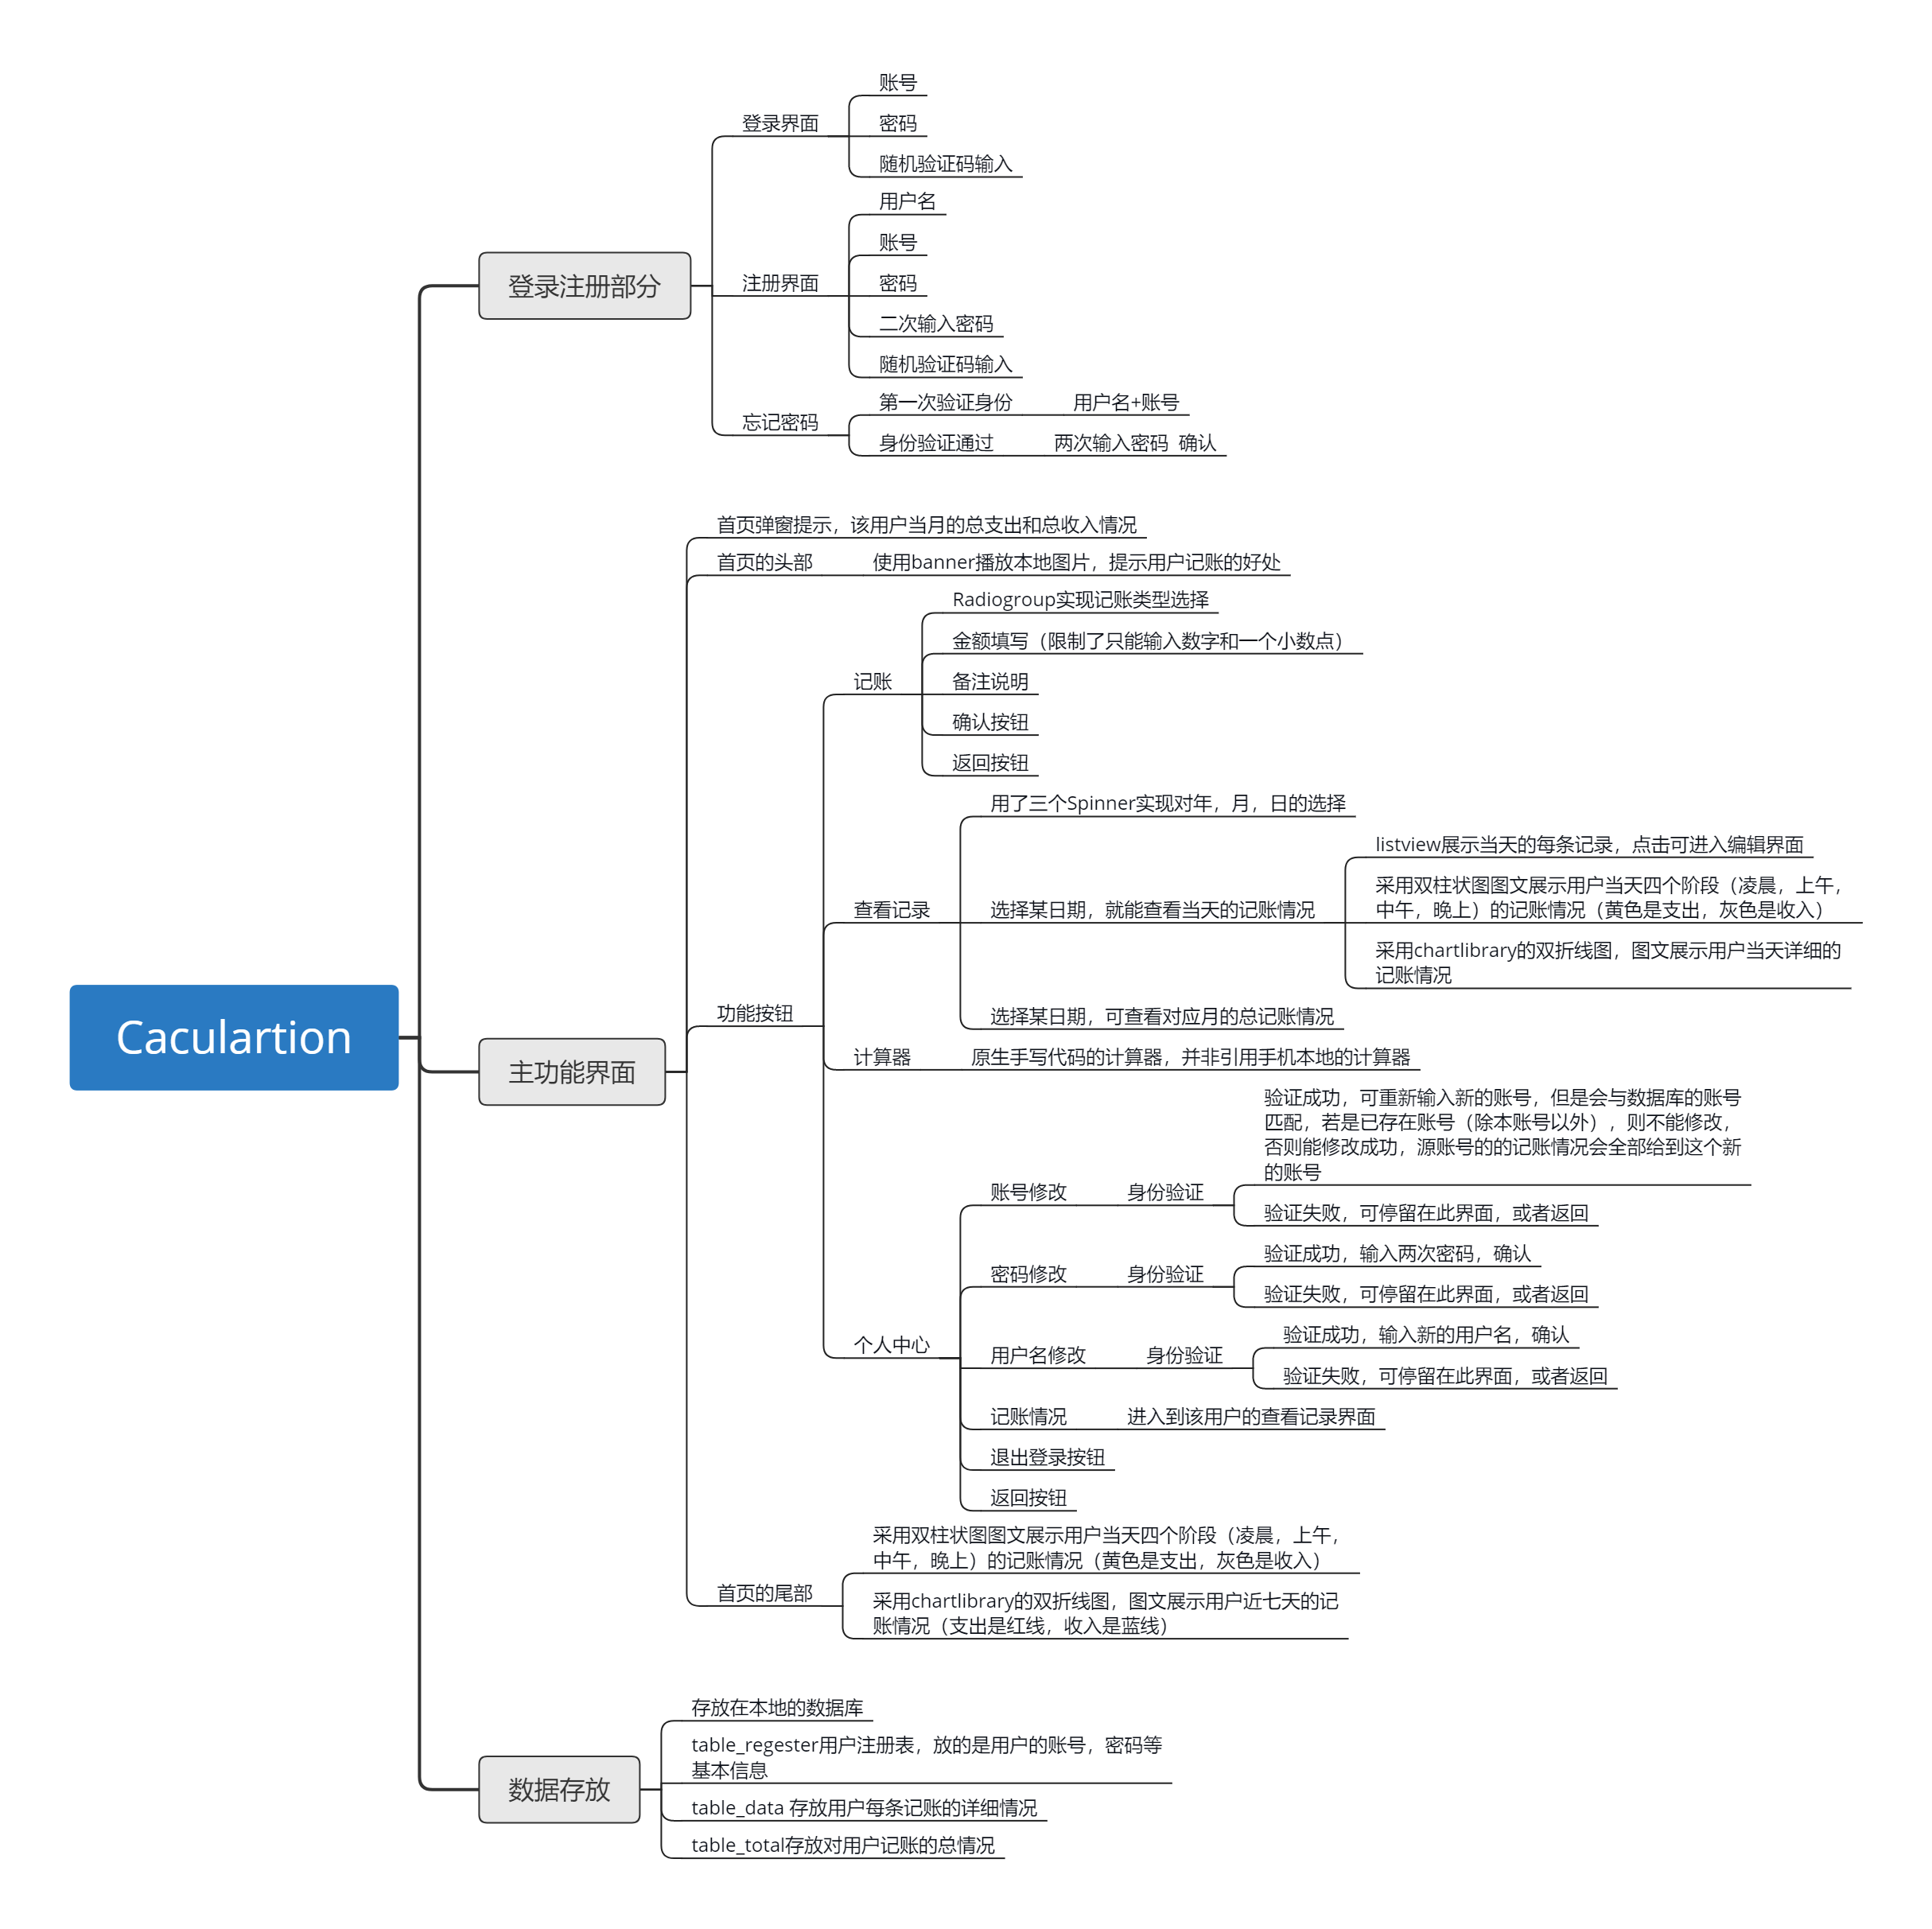 Caculartion
登录注册部分
登录界面
账号
密码
随机验证码输入
注册界面
用户名
账号
密码
二次输入密码
随机验证码输入
忘记密码
第一次验证身份
用户名+账号
身份验证通过
两次输入密码 确认
主功能界面
首页弹窗提示，该用户当月的总支出和总收入情况
首页的头部
使用banner播放本地图片，提示用户记账的好处
功能按钮
记账
Radiogroup实现记账类型选择
金额填写（限制了只能输入数字和一个小数点）
备注说明
确认按钮
返回按钮
查看记录
用了三个Spinner实现对年，月，日的选择
选择某日期，就能查看当天的记账情况
listview展示当天的每条记录，点击可进入编辑界面
采用双柱状图图文展示用户当天四个阶段（凌晨，上午，
中午，晚上）的记账情况（黄色是支出，灰色是收入）
采用chartlibrary的双折线图，图文展示用户当天详细的
记账情况
选择某日期，可查看对应月的总记账情况
计算器
原生手写代码的计算器，并非引用手机本地的计算器
个人中心
账号修改
身份验证
验证成功，可重新输入新的账号，但是会与数据库的账号
匹配，若是已存在账号（除本账号以外），则不能修改，
否则能修改成功，源账号的的记账情况会全部给到这个新
的账号
验证失败，可停留在此界面，或者返回
密码修改
身份验证
验证成功，输入两次密码，确认
验证失败，可停留在此界面，或者返回
用户名修改
身份验证
验证成功，输入新的用户名，确认
验证失败，可停留在此界面，或者返回
记账情况
进入到该用户的查看记录界面
退出登录按钮
返回按钮
首页的尾部
采用双柱状图图文展示用户当天四个阶段（凌晨，上午，
中午，晚上）的记账情况（黄色是支出，灰色是收入）
采用chartlibrary的双折线图，图文展示用户近七天的记
账情况（支出是红线，收入是蓝线）
数据存放
存放在本地的数据库
table_regester用户注册表，放的是用户的账号，密码等
基本信息
table_data 存放用户每条记账的详细情况
table_total存放对用户记账的总情况